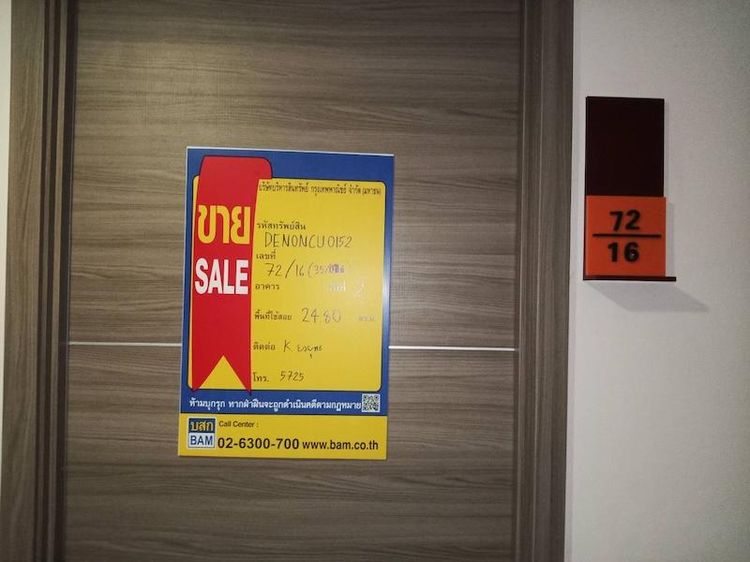 บริษัทบริหารสินทรัพย์ กรุงเทพพาณิชย์ จำกัด (มหาชน)
ขาย
SALE
รหัสทรัพย์สิน
DENONCU0152
เลขที่
72/16
อาคาร 2
พื้นที่ใช้สอย 24.80 ตร.ม.
ติดต่อ K
โทร. 5725
ห้ามบุกรุก หากฝ่าฝืนจะถูกดำเนินคดีตามกฎหมาย
บสก
BAM
Call Center :
02-6300-700 www.bam.co.th
72
16